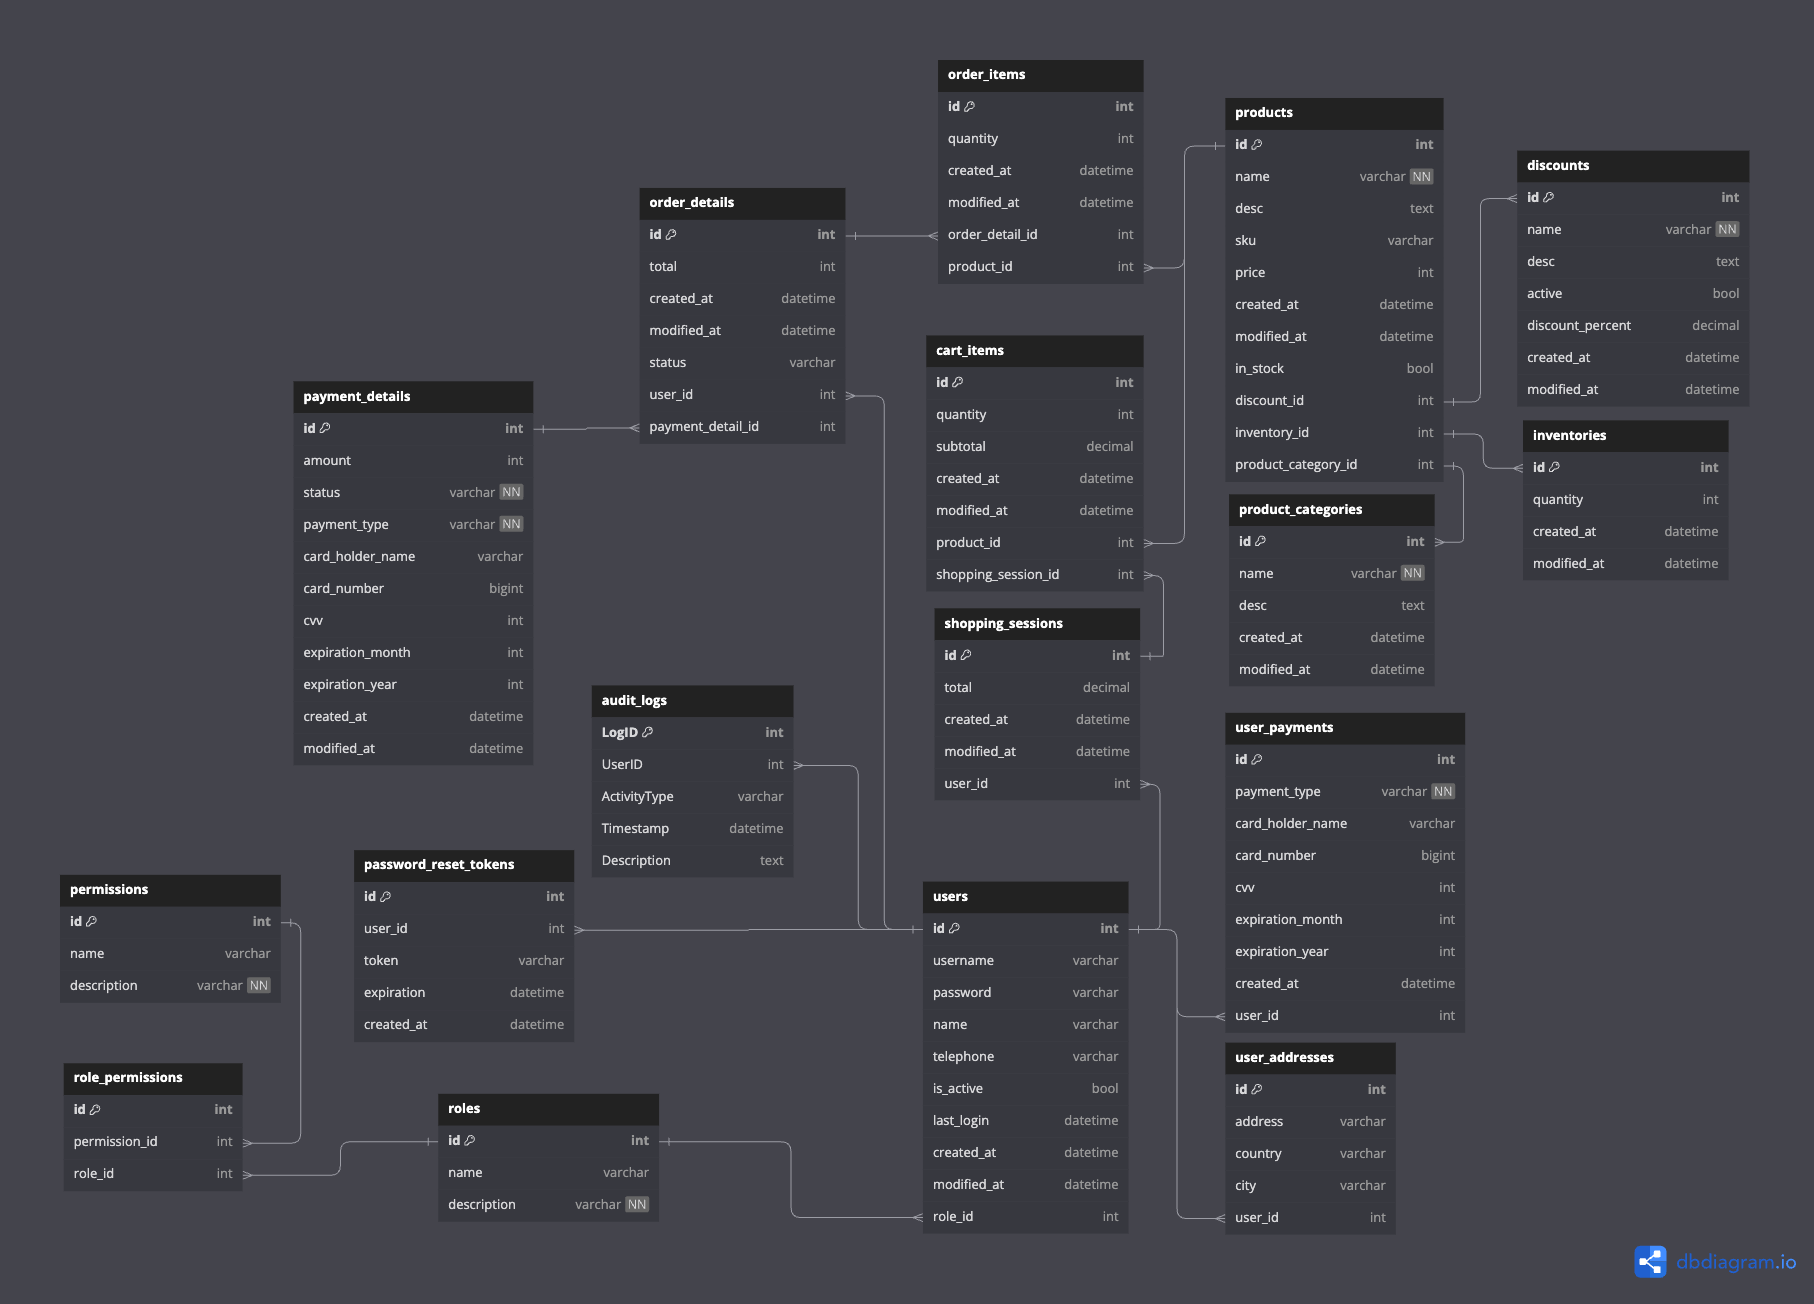 order_items
id int
quantity int
created_at datetime
modified_at datetime
order_detail_id int
product_id int
products
id int
name varchar NN
desc text
sku varchar
price int
created_at datetime
modified_at datetime
in_stock bool
discount_id int
inventory_id int
product_category_id int
discounts
id int
name varchar NN
desc text
active bool
discount_percent decimal
created_at datetime
modified_at datetime
order_details
id int
total int
created_at datetime
modified_at datetime
status varchar
user_id int
payment_detail_id int
cart_items
id int
quantity int
subtotal decimal
created_at datetime
modified_at datetime
product_id int
shopping_session_id int
payment_details
id int
amount int
status varchar NN
payment_type varchar NN
card_holder_name varchar
card_number bigint
cvv int
expiration_month int
expiration_year int
created_at datetime
modified_at datetime
inventories
id int
quantity int
created_at datetime
modified_at datetime
product_categories
id int
name varchar NN
desc text
created_at datetime
modified_at datetime
shopping_sessions
id int
total decimal
created_at datetime
modified_at datetime
user_id int
audit_logs
LogID int
UserID int
ActivityType varchar
Timestamp datetime
Description text
user_payments
id int
payment_type varchar NN
card_holder_name varchar
card_number bigint
cvv int
expiration_month int
expiration_year int
created_at datetime
user_id int
password_reset_tokens
id int
user_id int
token varchar
expiration datetime
created_at datetime
permissions
id int
name varchar
description varchar NN
users
id int
username varchar
password varchar
name varchar
telephone varchar
is_active bool
last_login datetime
created_at datetime
modified_at datetime
role_id int
user_addresses
id int
address varchar
country varchar
city varchar
user_id int
role_permissions
id int
permission_id int
role_id int
roles
id int
name varchar
description varchar NN
dbdiagram.io